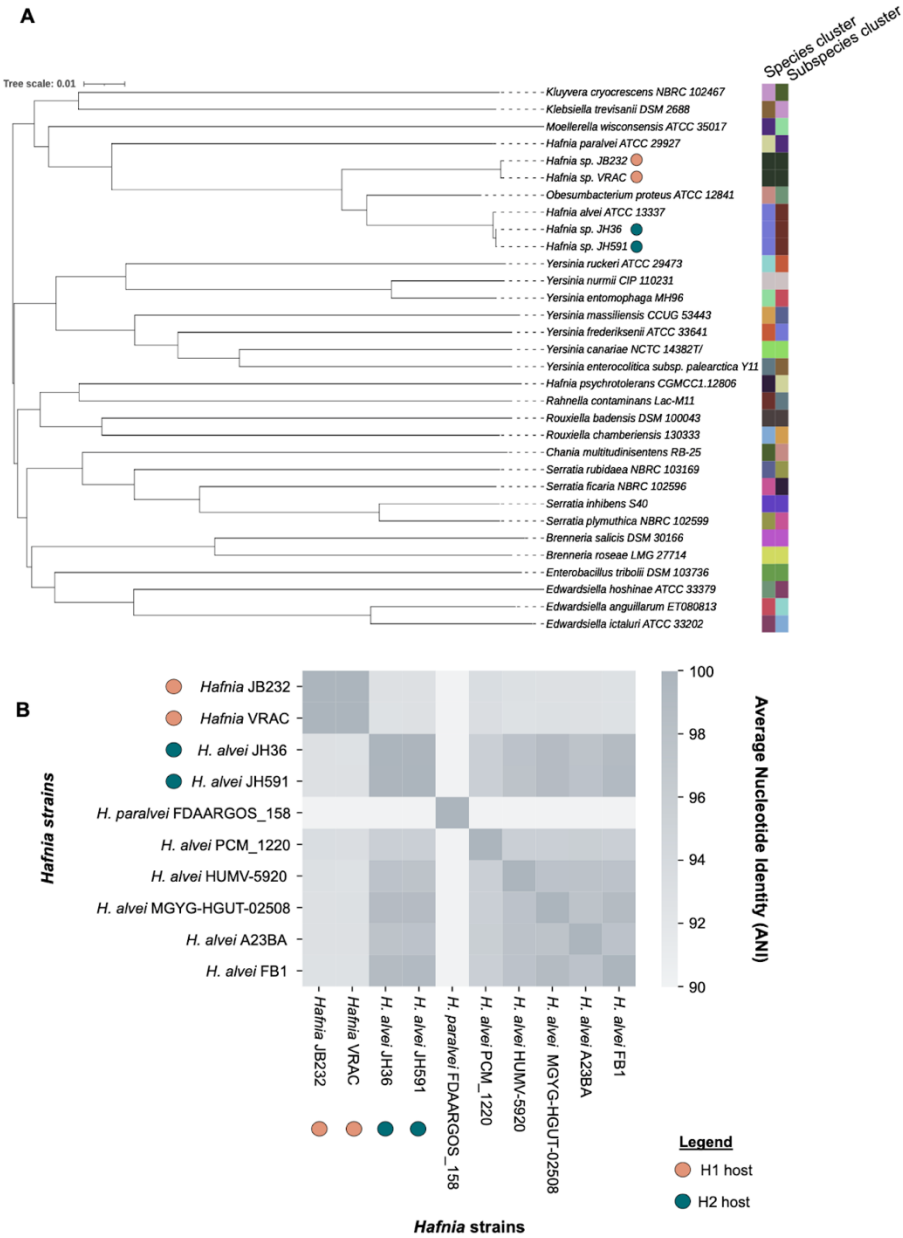 A
Species cluster
Subspecies cluster
Tree scale: 0.01
Kluyvera cryocrescens NBRC 102467
Klebsiella trevisanii DSM 2688
Moellerella wisconsensis ATCC 35017
Hafnia paralvei ATCC 29927
Hafnia sp. JB232
Hafnia sp. VRAC
Obesumbacterium proteus ATCC 12841
Hafnia alvei ATCC 13337
Hafnia sp. JH36
Hafnia sp. JH591
Yersinia ruckeri ATCC 29473
Yersinia nurmii CIP 110231
Yersinia entomophaga MH96
Yersinia massiliensis CCUG 53443
Yersinia frederiksenii ATCC 33641
Yersinia canariae NCTC 14382T/
Yersinia enterocolitica subsp. palearctica Y11
Hafnia psychrotolerans CGMCC1.12806
Rahnella contaminans Lac-M11
Rouxiella badensis DSM 100043
Rouxiella chamberiensis 130333
Chania multitudinisentens RB-25
Serratia rubidaea NBRC 103169
Serratia ficaria NBRC 102596
Serratia inhibens S40
Serratia plymuthica NBRC 102599
Brenneria salicis DSM 30166
Brenneria roseae LMG 27714
Enterobacillus tribolii DSM 103736
Edwardsiella hoshinae ATCC 33379
Edwardsiella anguillarum ET080813
Edwardsiella ictaluri ATCC 33202
B
Hafnia strains
Hafnia JB232
Hafnia VRAC
H. alvei JH36
H. alvei JH591
H. paralvei FDAARGOS_158
H. alvei PCM_1220
H. alvei HUMV-5920
H. alvei MGYG-HGUT-02508
H. alvei A23BA
H. alvei FB1
100
98
96
94
92
90
Average Nucleotide Identity (ANI)
Hafnia JB232
Hafnia VRAC
H. alvei JH36
H. alvei JH591
H. paralvei FDAARGOS_158
H. alvei PCM_1220
H. alvei HUMV-5920
H. alvei MGYG-HGUT-02508
H. alvei A23BA
H. alvei FB1
Hafnia strains
Legend
H1 host
H2 host